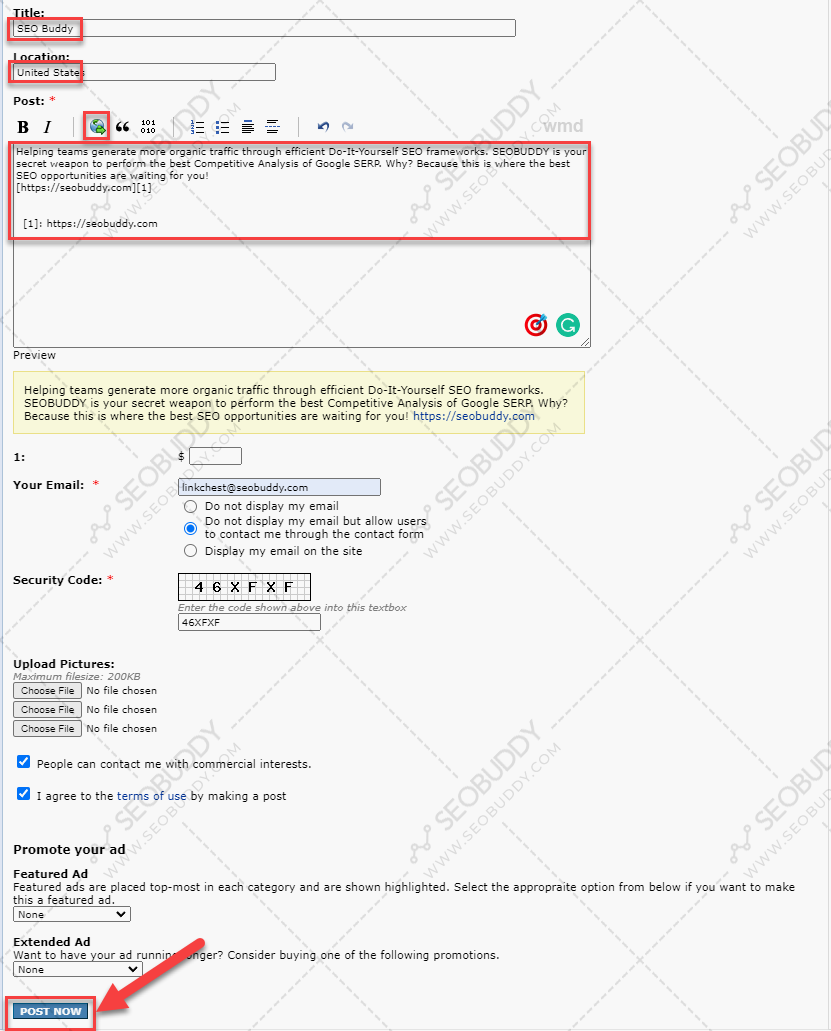 Title:
SEO Buddy
Location:
United States
Post: *
B I 101 010 wmd
Helping teams generate more organic traffic through efficient Do-It-Yourself SEO frameworks. SEOBUDDY is your
secret weapon to perform the best Competitive Analysis of Google SERP. Why? Because this is where the best
SEO opportunities are waiting for you!
[https://seobuddy.com][1]
[1]: https://seobuddy.com
Preview
Helping teams generate more organic traffic through efficient Do-It-Yourself SEO frameworks.
SEOBUDDY is your secret weapon to perform the best Competitive Analysis of Google SERP. Why?
Because this is where the best SEO opportunities are waiting for you! https://seobuddy.com
1: $
Your Email: * linkchest@seobuddy.com
Do not display my email
Do not display my email but allow users
to contact me through the contact form
Display my email on the site
Security Code: * 4 6 X F X F
Enter the code shown above into this textbox
46XFXF
Upload Pictures:
Maximum filesize: 200KB
Choose File No file chosen
Choose File No file chosen
Choose File No file chosen
People can contact me with commercial interests.
I agree to the terms of use by making a post
Promote your ad
Featured Ad
Featured ads are placed top-most in each category and are shown highlighted. Select the appropraite option from below if you want to make
this a featured ad.
None
Extended Ad
Want to have your ad running longer? Consider buying one of the following promotions.
None
POST NOW
SEOBUDDY
WWW.SEOBUDDY.COM